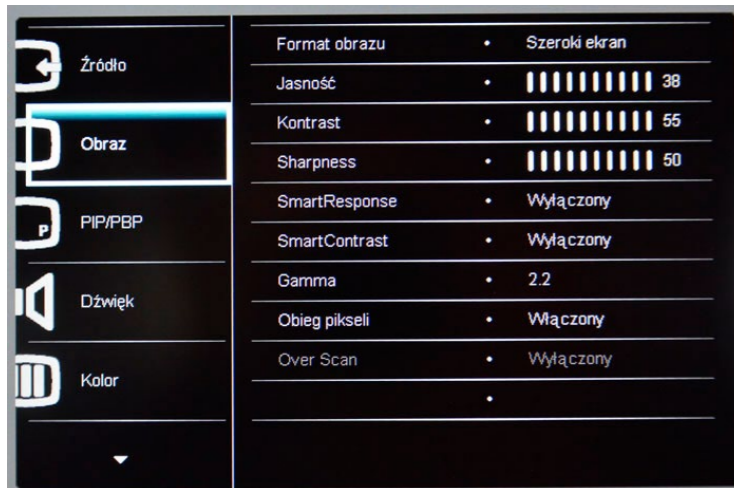 Źródło
Obraz
P
PIP/PBP
Dźwięk
Kolor
Format obrazu • Szeroki ekran
Jasność • 38
Kontrast • 55
Sharpness • 50
SmartResponse • Wyłączony
SmartContrast • Wyłączony
Gamma • 2.2
Obieg pikseli • Włączony
Over Scan • Wyłączony
•